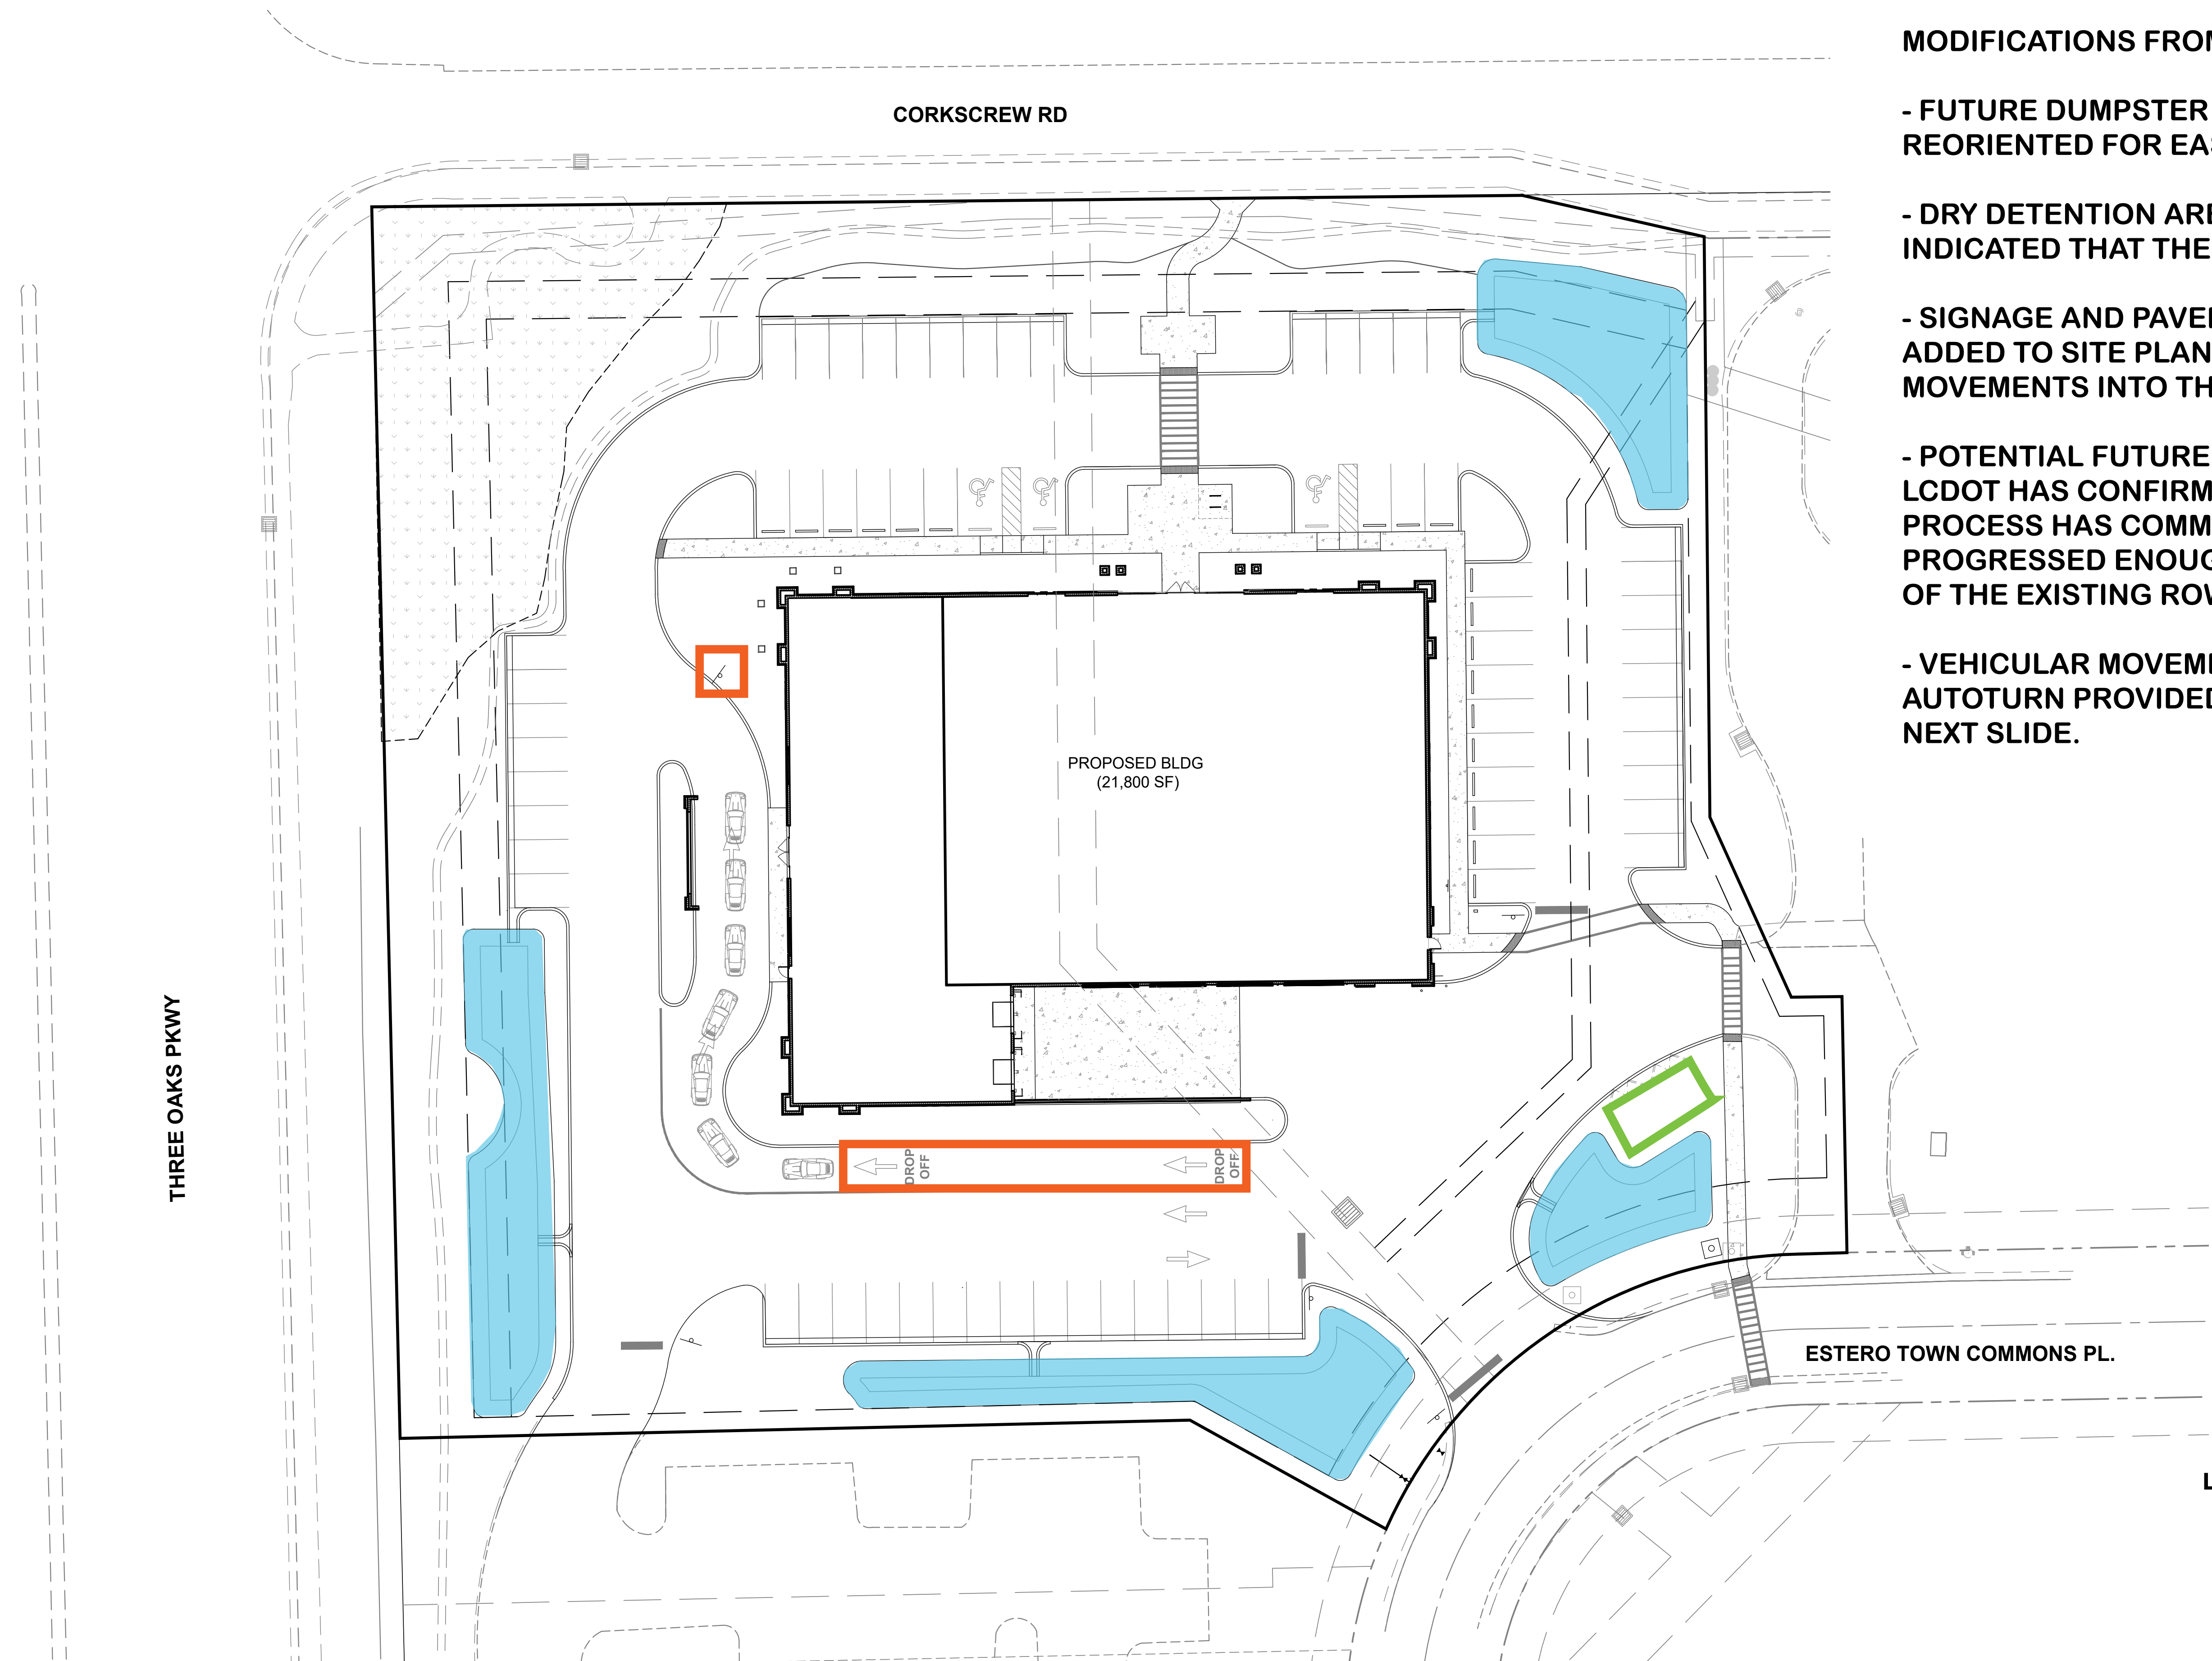 MODIFICATIONS FROM
- FUTURE DUMPSTER
REORIENTED FOR EAS
- DRY DETENTION ARE
INDICATED THAT THE
- SIGNAGE AND PAVE
ADDED TO SITE PLAN
MOVEMENTS INTO TH
- POTENTIAL FUTURE
LCDOT HAS CONFIRM
PROCESS HAS COMM
PROGRESSED ENOUG
OF THE EXISTING ROW
- VEHICULAR MOVEME
AUTOTURN PROVIDED
NEXT SLIDE.
CORKSCREW RD
PROPOSED BLDG
(21,800 SF)
THREE OAKS PKWY
DROP
OFF
DROP
OFF
ESTERO TOWN COMMONS PL.
L